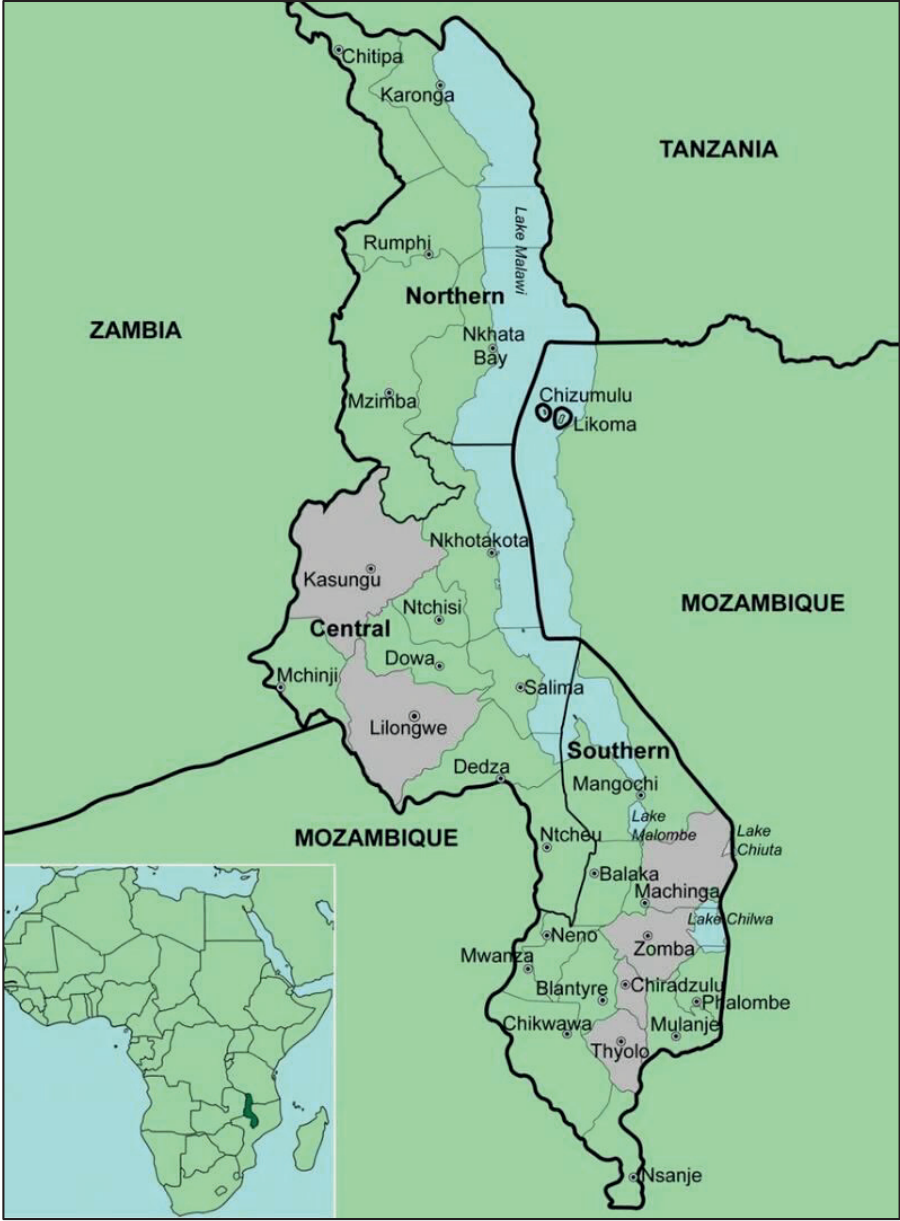 Chitipa
Karonga
TANZANIA
Lake Malawi
Rumphi
Northern
ZAMBIA
Nkhata
Bay
Mzimba
Chizumulu
Likoma
Nkhotakota
Kasungu
Ntchisi
MOZAMBIQUE
Central
Dowa
Mchinji
Salima
Lilongwe
Southern
Dedza
Mangochi
Lake
Malombe
MOZAMBIQUE
Ntcheu
Lake
Chiuta
Balaka
Machinga
Lake Chilwa
Neno
Zomba
Mwanza
Chiradzulu
Blantyre
Phalombe
Chikwawa
Mulanje
Thyolo
Nsanje